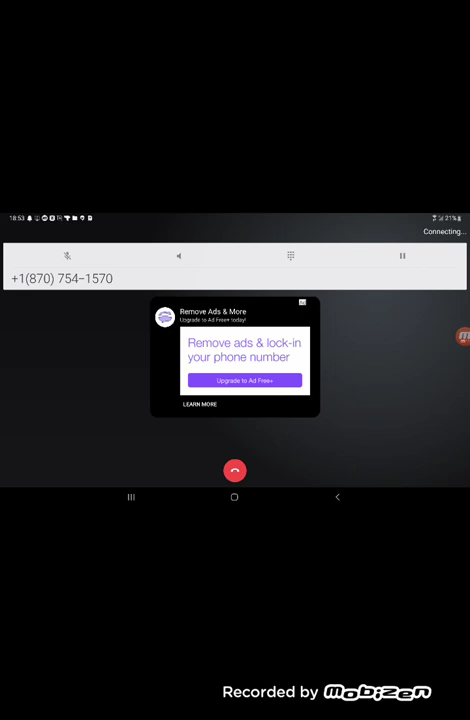 18:53
21%
Connecting...
+1(870) 754-1570
Ad
Remove Ads & More
Upgrade to Ad Free+ today!
Remove ads & lock-in
your phone number
Upgrade to Ad Free+
LEARN MORE
Recorded by mobizen